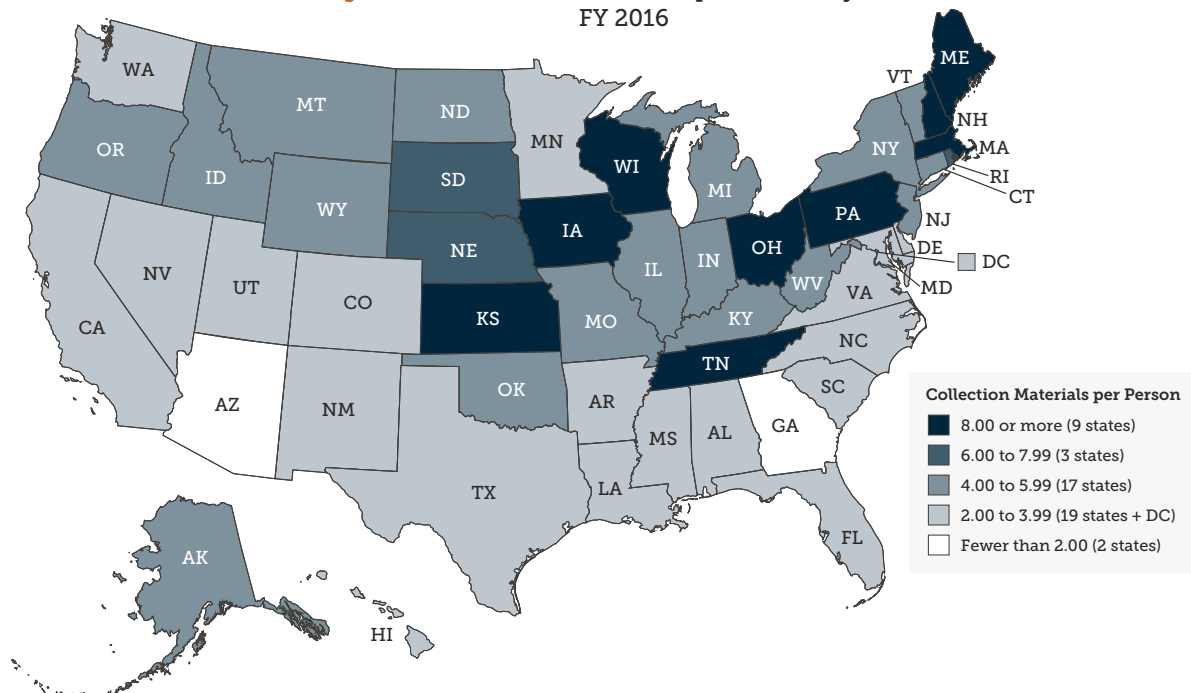 FY 2016
WA
MT
ND
MN
VT
ME
NH
OR
ID
WY
SD
WI
MI
NY
MA
RI
CT
NE
IA
PA
NJ
NV
UT
CO
IL
IN
OH
WV
DE
DC
MD
VA
CA
KS
MO
KY
NC
TN
AZ
NM
OK
AR
SC
MS
AL
GA
TX
LA
FL
AK
HI
Collection Materials per Person
8.00 or more (9 states)
6.00 to 7.99 (3 states)
4.00 to 5.99 (17 states)
2.00 to 3.99 (19 states + DC)
Fewer than 2.00 (2 states)